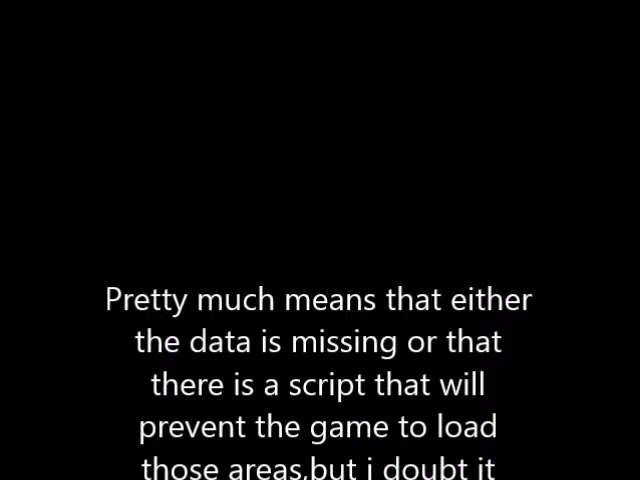 Pretty much means that either
the data is missing or that
there is a script that will
prevent the game to load
those areas,but i doubt it